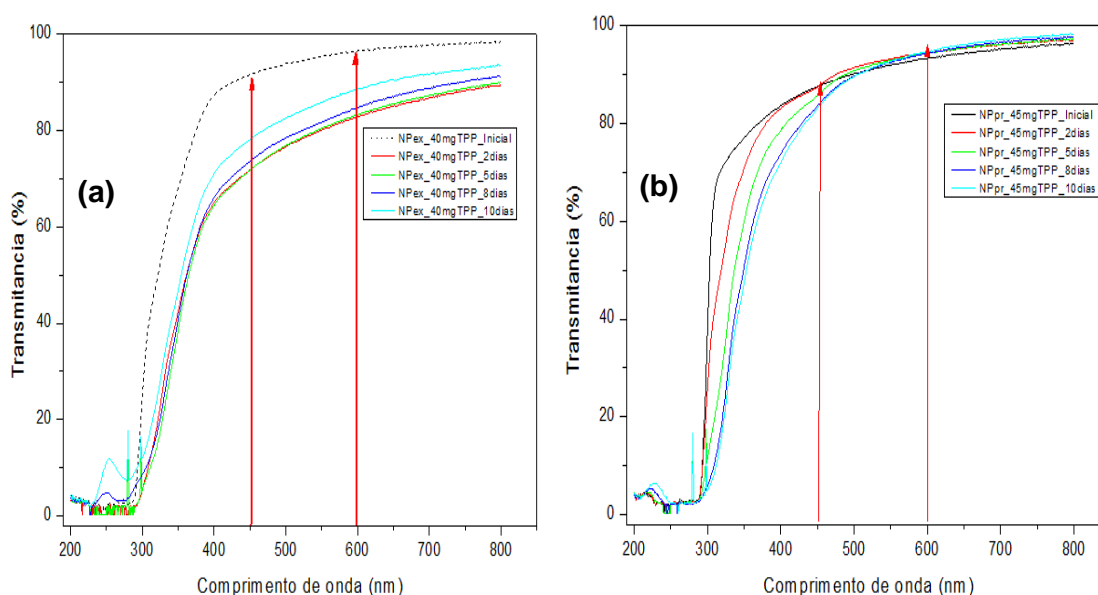 100
80
60
40
20
0
Transmitancia (%)
(a)
NPex_40mgTPP_Inicial
NPex_40mgTPP_2dias
NPex_40mgTPP_5dias
NPex_40mgTPP_8dias
NPex_40mgTPP_10dias
200 300 400 500 600 700 800
Comprimento de onda (nm)
100
80
60
40
20
0
Transmitancia (%)
(b)
NPpr_45mgTPP_Inicial
NPpr_45mgTPP_2dias
NPpr_45mgTPP_5dias
NPpr_45mgTPP_8dias
NPpr_45mgTPP_10dias
200 300 400 500 600 700 800
Comprimento de onda (nm)